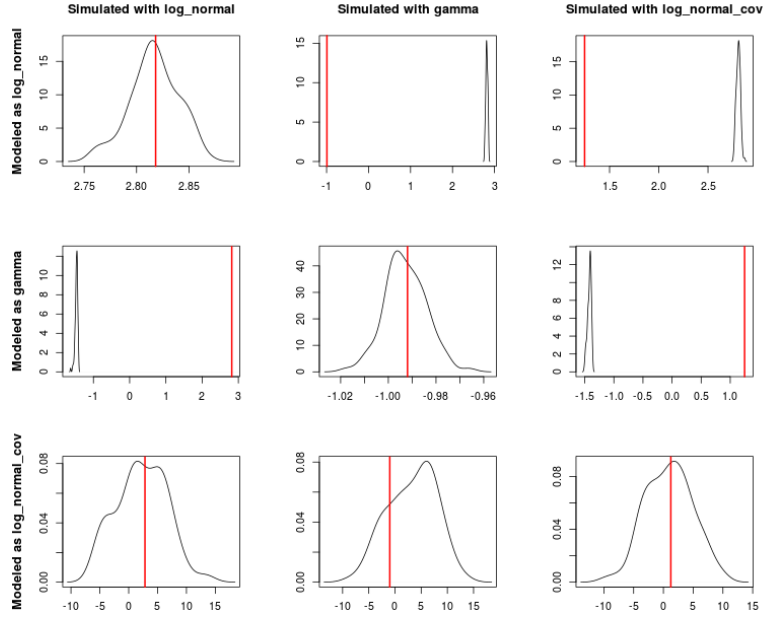 Simulated with log_normal
Simulated with gamma
Simulated with log_normal_cov
Modeled as log_normal
0 5 10 15
2.75 2.80 2.85
0 5 10 15
-1 0 1 2 3
0 5 10 15
1.5 2.0 2.5
Modeled as gamma
0 2 4 6 8 10
-1 0 1 2 3
0 10 20 30 40
-1.02 -1.00 -0.98 -0.96
0 2 4 6 8 12
-1.5 -1.0 -0.5 0.0 0.5 1.0
Modeled as log_normal_cov
0.00 0.04 0.08
-10 -5 0 5 10 15
0.00 0.04 0.08
-10 -5 0 5 10 15
0.00 0.04 0.08
-10 -5 0 5 10 15